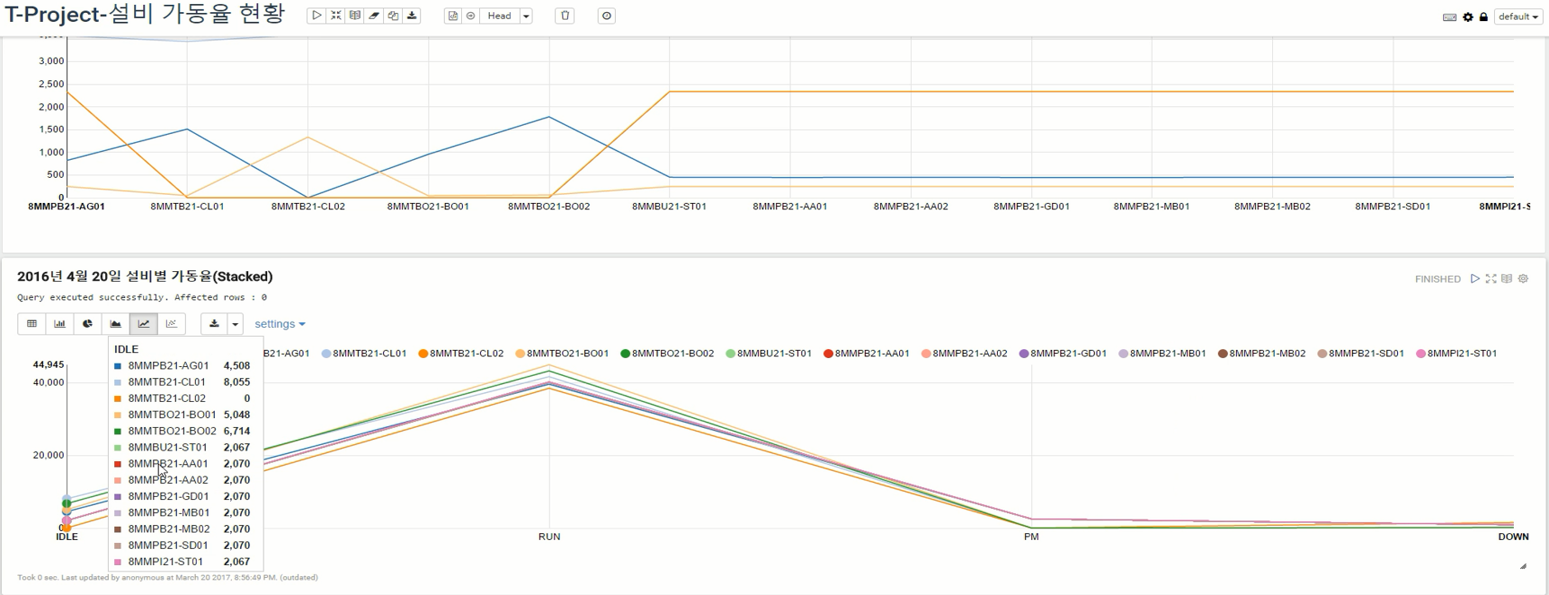 T-Project-설비 가동율 현황
Head
default
3,000
2,500
2,000
1,500
1,000
500
0
8MMPB21-AG01 8MMTB21-CL01 8MMTB21-CL02 8MMTBO21-BO01 8MMTBO21-BO02 8MMBU21-ST01 8MMPB21-AA01 8MMPB21-AA02 8MMPB21-GD01 8MMPB21-MB01 8MMPB21-MB02 8MMPB21-SD01 8MMPI21-S
2016년 4월 20일 설비별 가동율(Stacked)
FINISHED
Query executed successfully. Affected rows : 0
settings
B21-AG01 8MMTB21-CL01 8MMTB21-CL02 8MMTBO21-BO01 8MMTBO21-BO02 8MMBU21-ST01 8MMPB21-AA01 8MMPB21-AA02 8MMPB21-GD01 8MMPB21-MB01 8MMPB21-MB02 8MMPB21-SD01 8MMPI21-ST01
44,945
40,000
20,000
0
IDLE
8MMPB21-AG01 4,508
8MMTB21-CL01 8,055
8MMTB21-CL02 0
8MMTBO21-BO01 5,048
8MMTBO21-BO02 6,714
8MMBU21-ST01 2,067
8MMPB21-AA01 2,070
8MMPB21-AA02 2,070
8MMPB21-GD01 2,070
8MMPB21-MB01 2,070
8MMPB21-MB02 2,070
8MMPB21-SD01 2,070
8MMPI21-ST01 2,067
IDLE RUN PM DOWN
Took 0 sec. Last updated by anonymous at March 20 2017, 8:56:49 PM. (outdated)